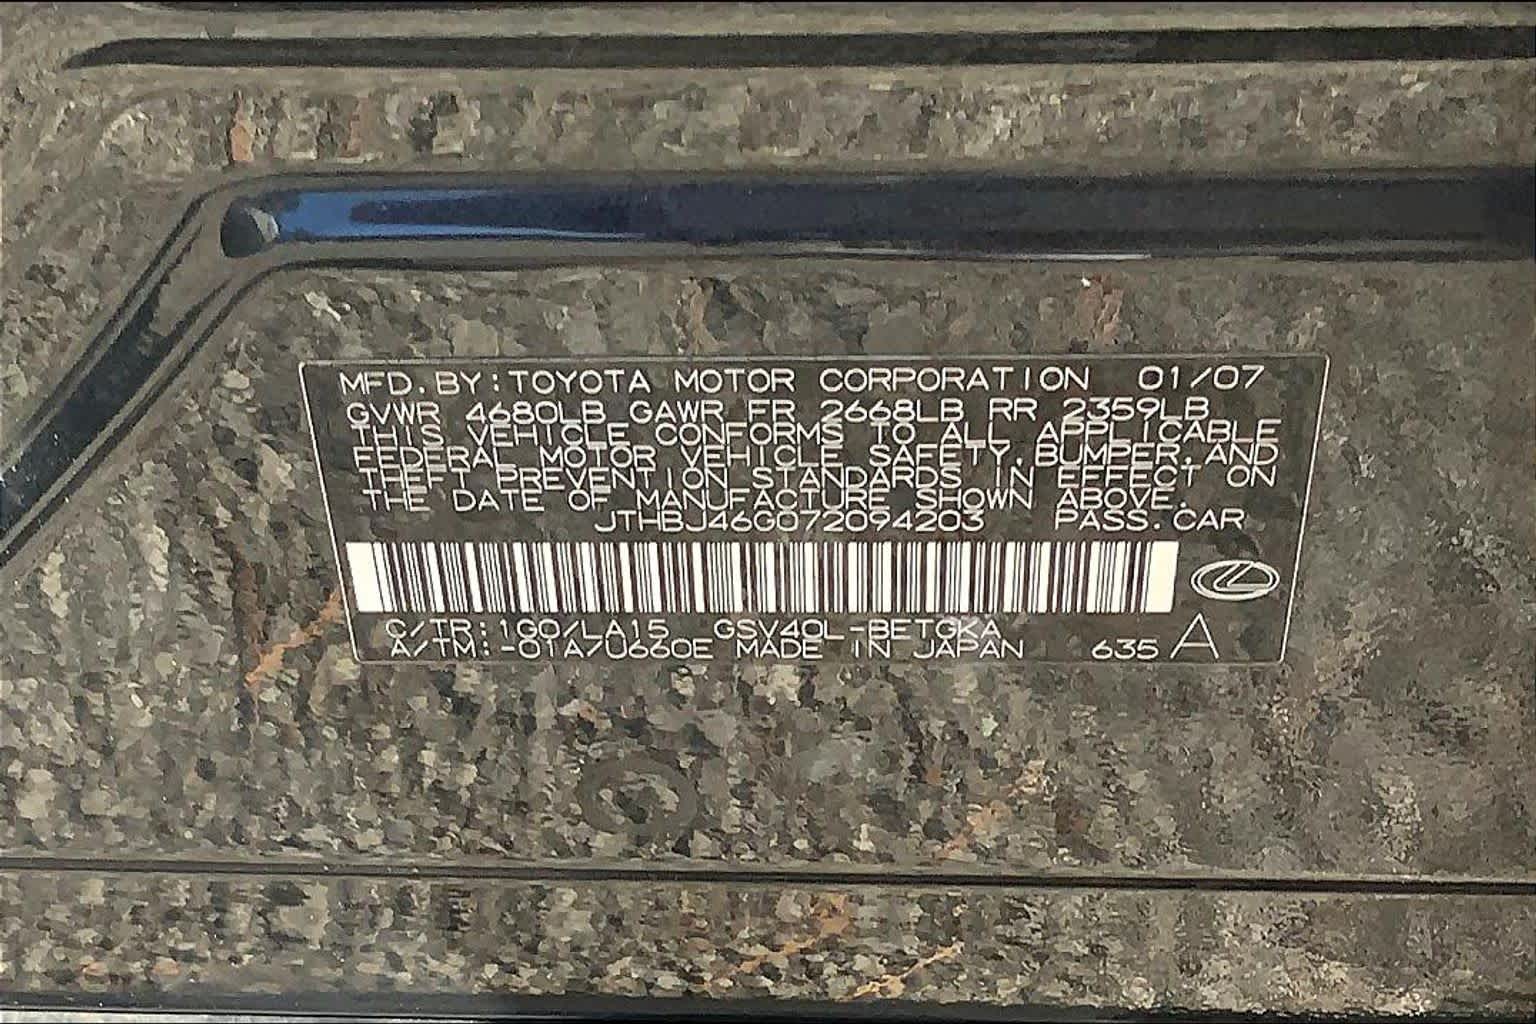 MFD. BY: TOYOTA MOTOR CORPORATION 01/07
GVWR 4680LB GAWR FR 2668LB RR 2359LB
THIS VEHICLE CONFORMS TO ALL APPLICABLE
FEDERAL MOTOR VEHICLE SAFETY, BUMPER, AND
THEFT PREVENTION STANDARDS IN EFFECT ON
THE DATE OF MANUFACTURE SHOWN ABOVE.
JTHBJ46G072094203 PASS. CAR
C/TR: 1G0/LA15 GSV40L-BETGKA
A/TM: -01A/U660E MADE IN JAPAN 635 A